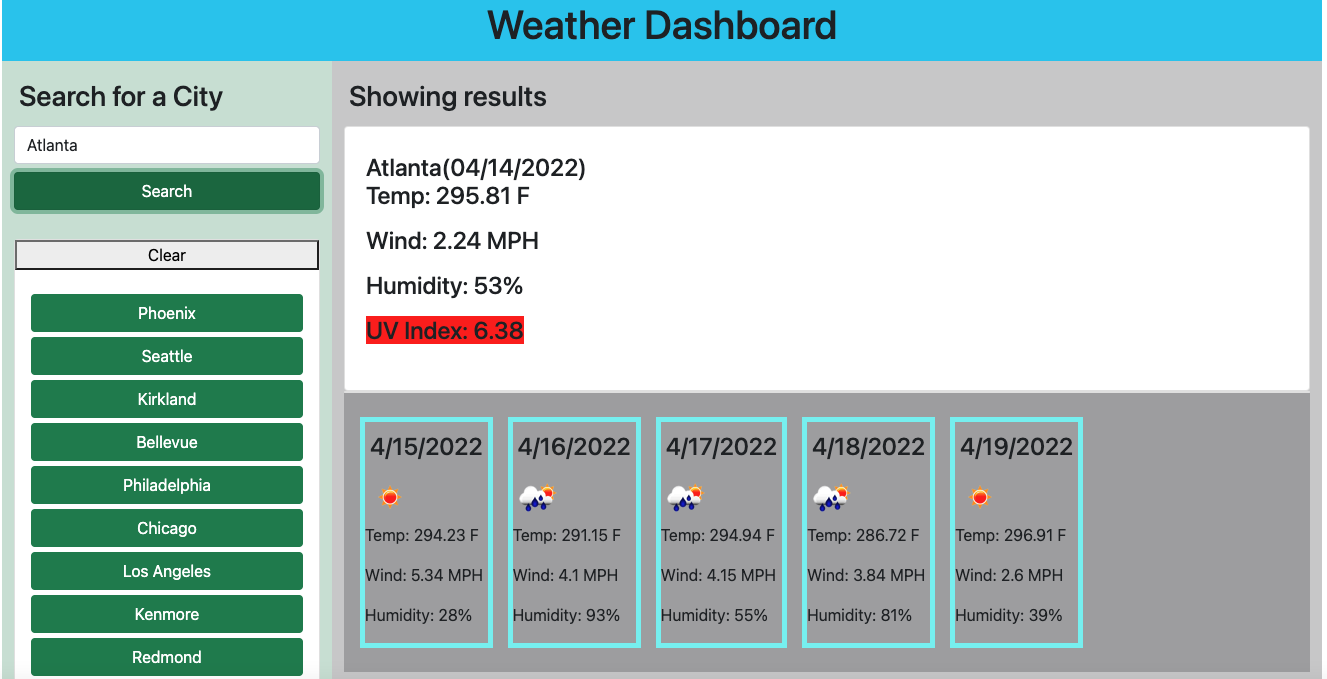 Weather Dashboard
Search for a City
Atlanta
Search
Clear
Phoenix
Seattle
Kirkland
Bellevue
Philadelphia
Chicago
Los Angeles
Kenmore
Redmond
Showing results
Atlanta(04/14/2022)
Temp: 295.81 F
Wind: 2.24 MPH
Humidity: 53%
UV Index: 6.38
4/15/2022
Temp: 294.23 F
Wind: 5.34 MPH
Humidity: 28%
4/16/2022
Temp: 291.15 F
Wind: 4.1 MPH
Humidity: 93%
4/17/2022
Temp: 294.94 F
Wind: 4.15 MPH
Humidity: 55%
4/18/2022
Temp: 286.72 F
Wind: 3.84 MPH
Humidity: 81%
4/19/2022
Temp: 296.91 F
Wind: 2.6 MPH
Humidity: 39%